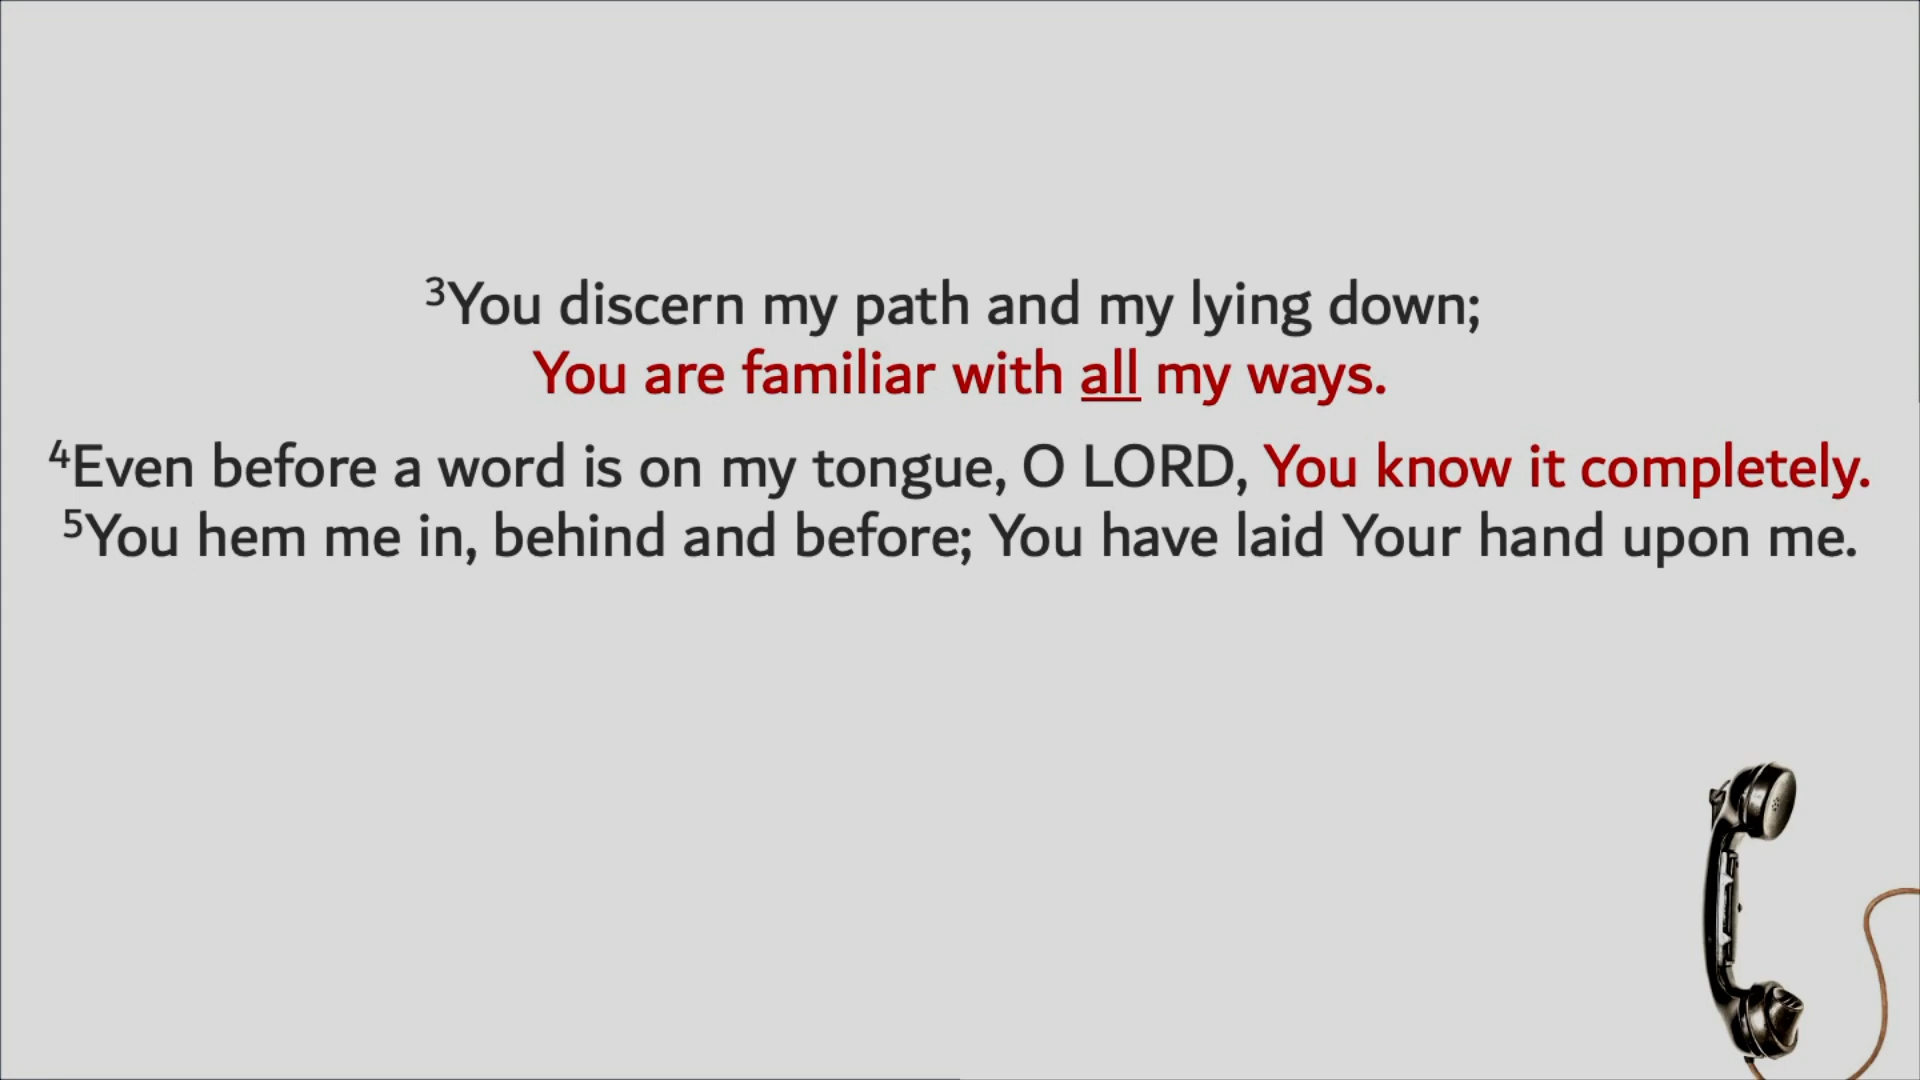 ³You discern my path and my lying down;
You are familiar with all my ways.
⁴Even before a word is on my tongue, O LORD, You know it completely.
⁵You hem me in, behind and before; You have laid Your hand upon me.